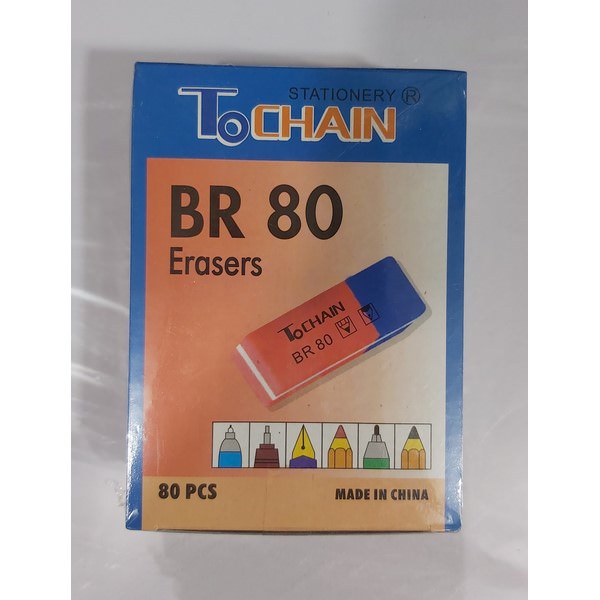 STATIONERY ®
ToCHAIN
BR 80
Erasers
ToCHAIN
BR 80
80 PCS
MADE IN CHINA